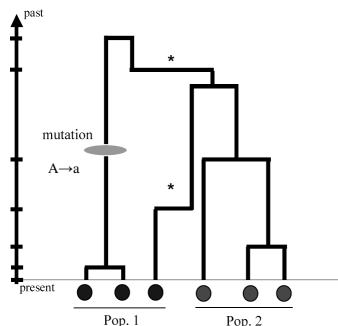 past
*
mutation
A→a
*
present
Pop. 1
Pop. 2